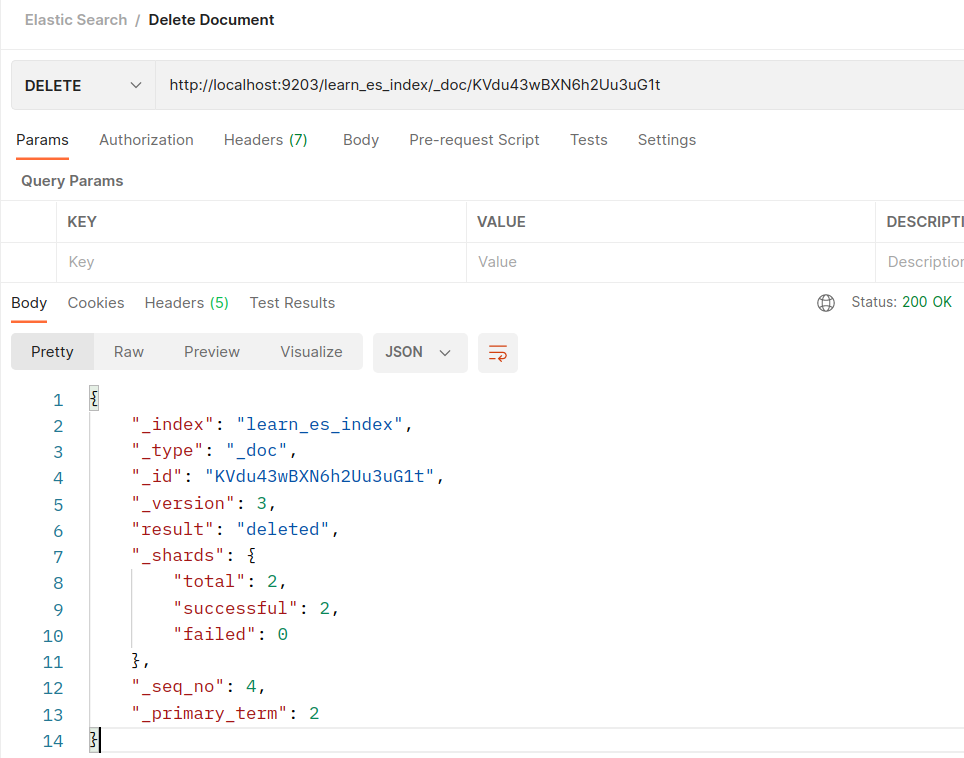 Elastic Search / Delete Document
DELETE http://localhost:9203/learn_es_index/_doc/KVdu43wBXN6h2Uu3uG1t
Params Authorization Headers (7) Body Pre-request Script Tests Settings
Query Params
KEY VALUE DESCRIPTI
Key Value Description
Body Cookies Headers (5) Test Results Status: 200 OK
Pretty Raw Preview Visualize JSON
1 {
2 "_index": "learn_es_index",
3 "_type": "_doc",
4 "_id": "KVdu43wBXN6h2Uu3uG1t",
5 "_version": 3,
6 "result": "deleted",
7 "_shards": {
8 "total": 2,
9 "successful": 2,
10 "failed": 0
11 },
12 "_seq_no": 4,
13 "_primary_term": 2
14 }